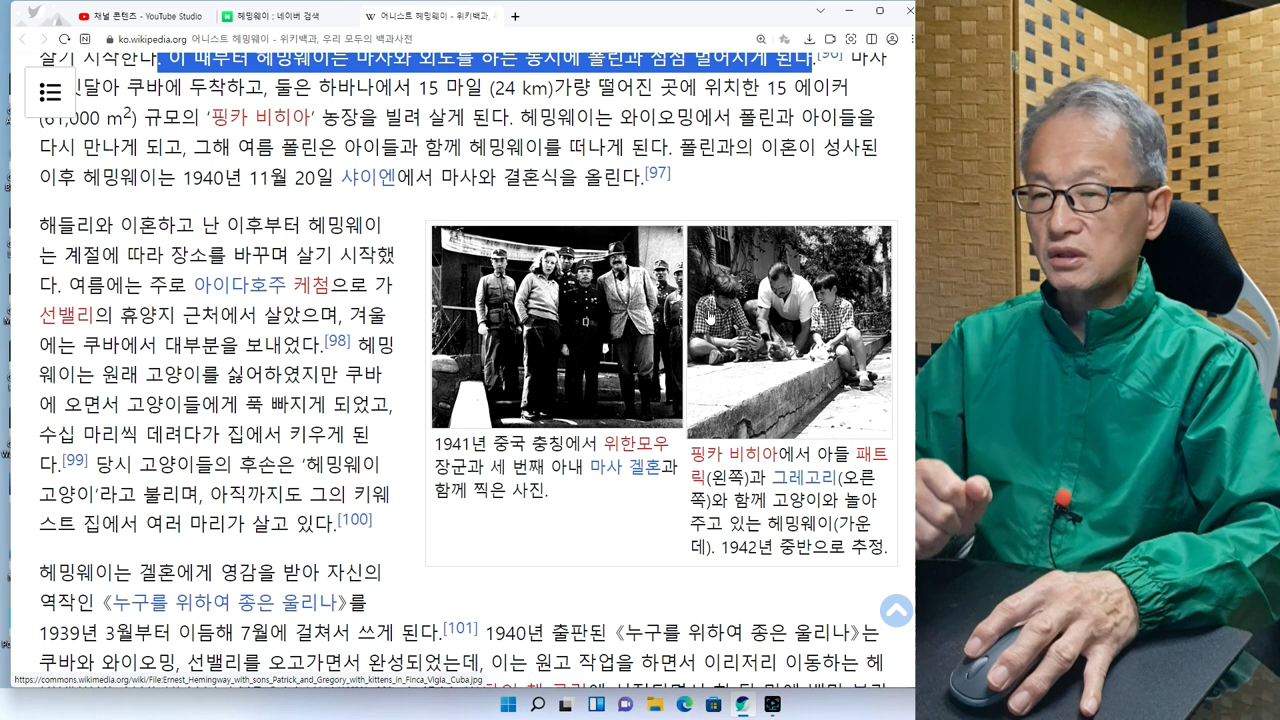 채널 콘텐츠 - YouTube Studio
헤밍웨이 : 네이버 검색
어니스트 헤밍웨이 - 위키백과,
ko.wikipedia.org 어니스트 헤밍웨이 - 위키백과, 우리 모두의 백과사전
살기 시작한다. 이 때부터 헤밍웨이는 마사와 외도를 하는 동시에 폴린과 점점 멀어지게 된다.[96] 마사
달아 쿠바에 두착하고, 둘은 하바나에서 15 마일 (24 km)가량 떨어진 곳에 위치한 15 에이커
(61,000 m2) 규모의 ‘핑카 비히아’ 농장을 빌려 살게 된다. 헤밍웨이는 와이오밍에서 폴린과 아이들을
다시 만나게 되고, 그해 여름 폴린은 아이들과 함께 헤밍웨이를 떠나게 된다. 폴린과의 이혼이 성사된
이후 헤밍웨이는 1940년 11월 20일 샤이엔에서 마사와 결혼식을 올린다.[97]
해들리와 이혼하고 난 이후부터 헤밍웨이
는 계절에 따라 장소를 바꾸며 살기 시작했
다. 여름에는 주로 아이다호주 케첨으로 가
선밸리의 휴양지 근처에서 살았으며, 겨울
에는 쿠바에서 대부분을 보내었다.[98] 헤밍
웨이는 원래 고양이를 싫어하였지만 쿠바
에 오면서 고양이들에게 푹 빠지게 되었고,
수십 마리씩 데려다가 집에서 키우게 된
다.[99] 당시 고양이들의 후손은 ‘헤밍웨이
고양이’라고 불리며, 아직까지도 그의 키웨
스트 집에서 여러 마리가 살고 있다.[100]
1941년 중국 충칭에서 위한모우
장군과 세 번째 아내 마사 겔혼과
함께 찍은 사진.
핑카 비히아에서 아들 패트
릭(왼쪽)과 그레고리(오른
쪽)와 함께 고양이와 놀아
주고 있는 헤밍웨이(가운
데). 1942년 중반으로 추정.
헤밍웨이는 겔혼에게 영감을 받아 자신의
역작인 《누구를 위하여 종은 울리나》를
1939년 3월부터 이듬해 7월에 걸쳐서 쓰게 된다.[101] 1940년 출판된 《누구를 위하여 종은 울리나》는
쿠바와 와이오밍, 선밸리를 오고가면서 완성되었는데, 이는 원고 작업을 하면서 이리저리 이동하는 헤
https://commons.wikimedia.org/wiki/File:Ernest_Hemingway_with_sons_Patrick_and_Gregory_with_kittens_in_Finca_Vigia_Cuba.jpg